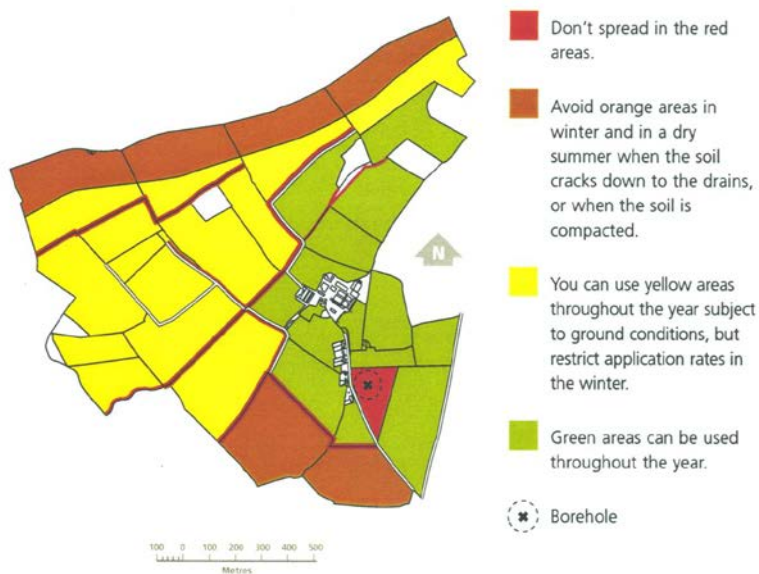 Don't spread in the red
areas.
Avoid orange areas in
winter and in a dry
summer when the soil
cracks down to the drains,
or when the soil is
compacted.
N
You can use yellow areas
throughout the year subject
to ground conditions, but
restrict application rates in
the winter.
Green areas can be used
throughout the year.
Borehole
100 0 100 200 300 400 500
Metres